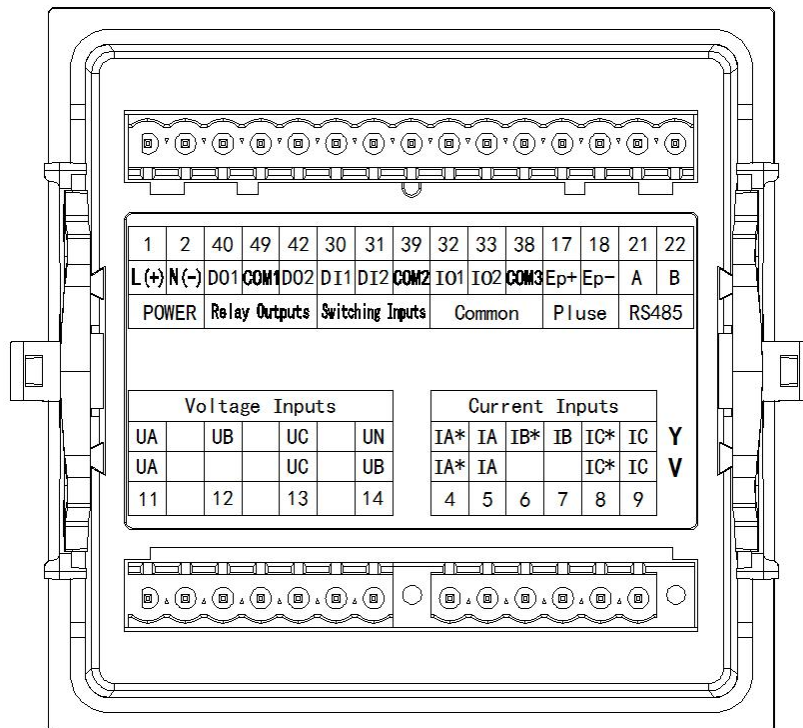 1 2 40 49 42 30 31 39 32 33 38 17 18 21 22
L(+) N(-) DO1 COM1 DO2 DI1 DI2 COM2 IO1 IO2 COM3 Ep+ Ep- A B
POWER Relay Outputs Switching Inputs Common Pluse RS485
Voltage Inputs Current Inputs
UA UB UC UN IA* IA IB* IB IC* IC Y
UA UC UB IA* IA IC* IC V
11 12 13 14 4 5 6 7 8 9